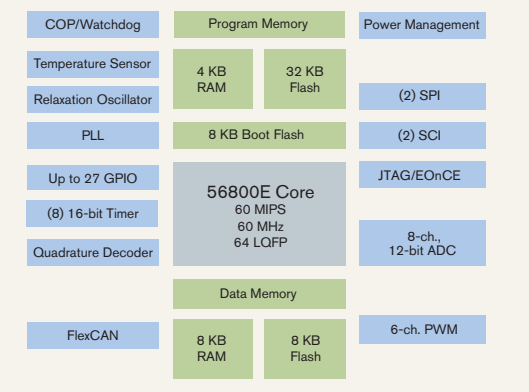 COP/Watchdog
Temperature Sensor
Relaxation Oscillator
PLL
Up to 27 GPIO
(8) 16-bit Timer
Quadrature Decoder
FlexCAN
Program Memory
4 KB
RAM
32 KB
Flash
8 KB Boot Flash
56800E Core
60 MIPS
60 MHz
64 LQFP
Data Memory
8 KB
RAM
8 KB
Flash
Power Management
(2) SPI
(2) SCI
JTAG/EOnCE
8-ch.,
12-bit ADC
6-ch. PWM